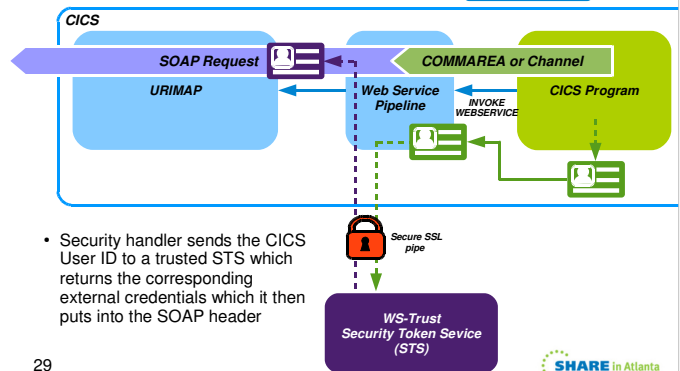 CICS
SOAP Request
COMMAREA or Channel
URIMAP
Web Service
Pipeline
INVOKE
WEBSERVICE
CICS Program
Secure SSL
pipe
• Security handler sends the CICS
User ID to a trusted STS which
returns the corresponding
external credentials which it then
puts into the SOAP header
WS-Trust
Security Token Sevice
(STS)
29
SHARE in Atlanta